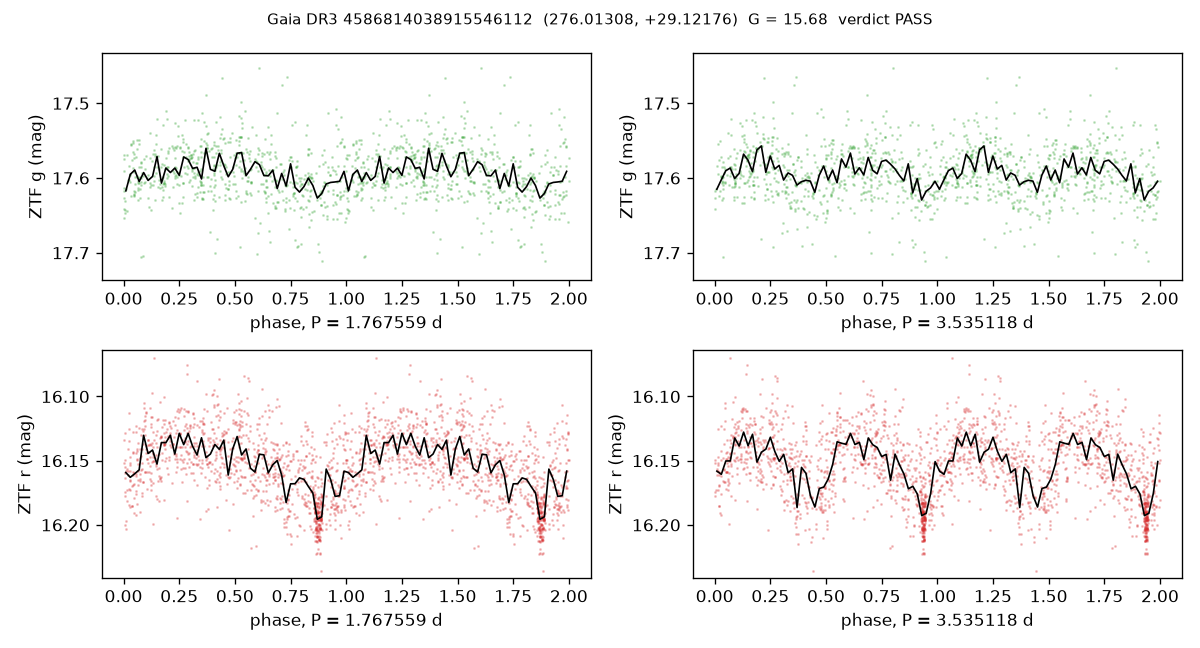 Gaia DR3 4586814038915546112 (276.01308, +29.12176) G = 15.68 verdict PASS
ZTF g (mag)
17.5
17.6
17.7
0.00 0.25 0.50 0.75 1.00 1.25 1.50 1.75 2.00
phase, P = 1.767559 d
ZTF g (mag)
17.5
17.6
17.7
0.00 0.25 0.50 0.75 1.00 1.25 1.50 1.75 2.00
phase, P = 3.535118 d
ZTF r (mag)
16.10
16.15
16.20
0.00 0.25 0.50 0.75 1.00 1.25 1.50 1.75 2.00
phase, P = 1.767559 d
ZTF r (mag)
16.10
16.15
16.20
0.00 0.25 0.50 0.75 1.00 1.25 1.50 1.75 2.00
phase, P = 3.535118 d